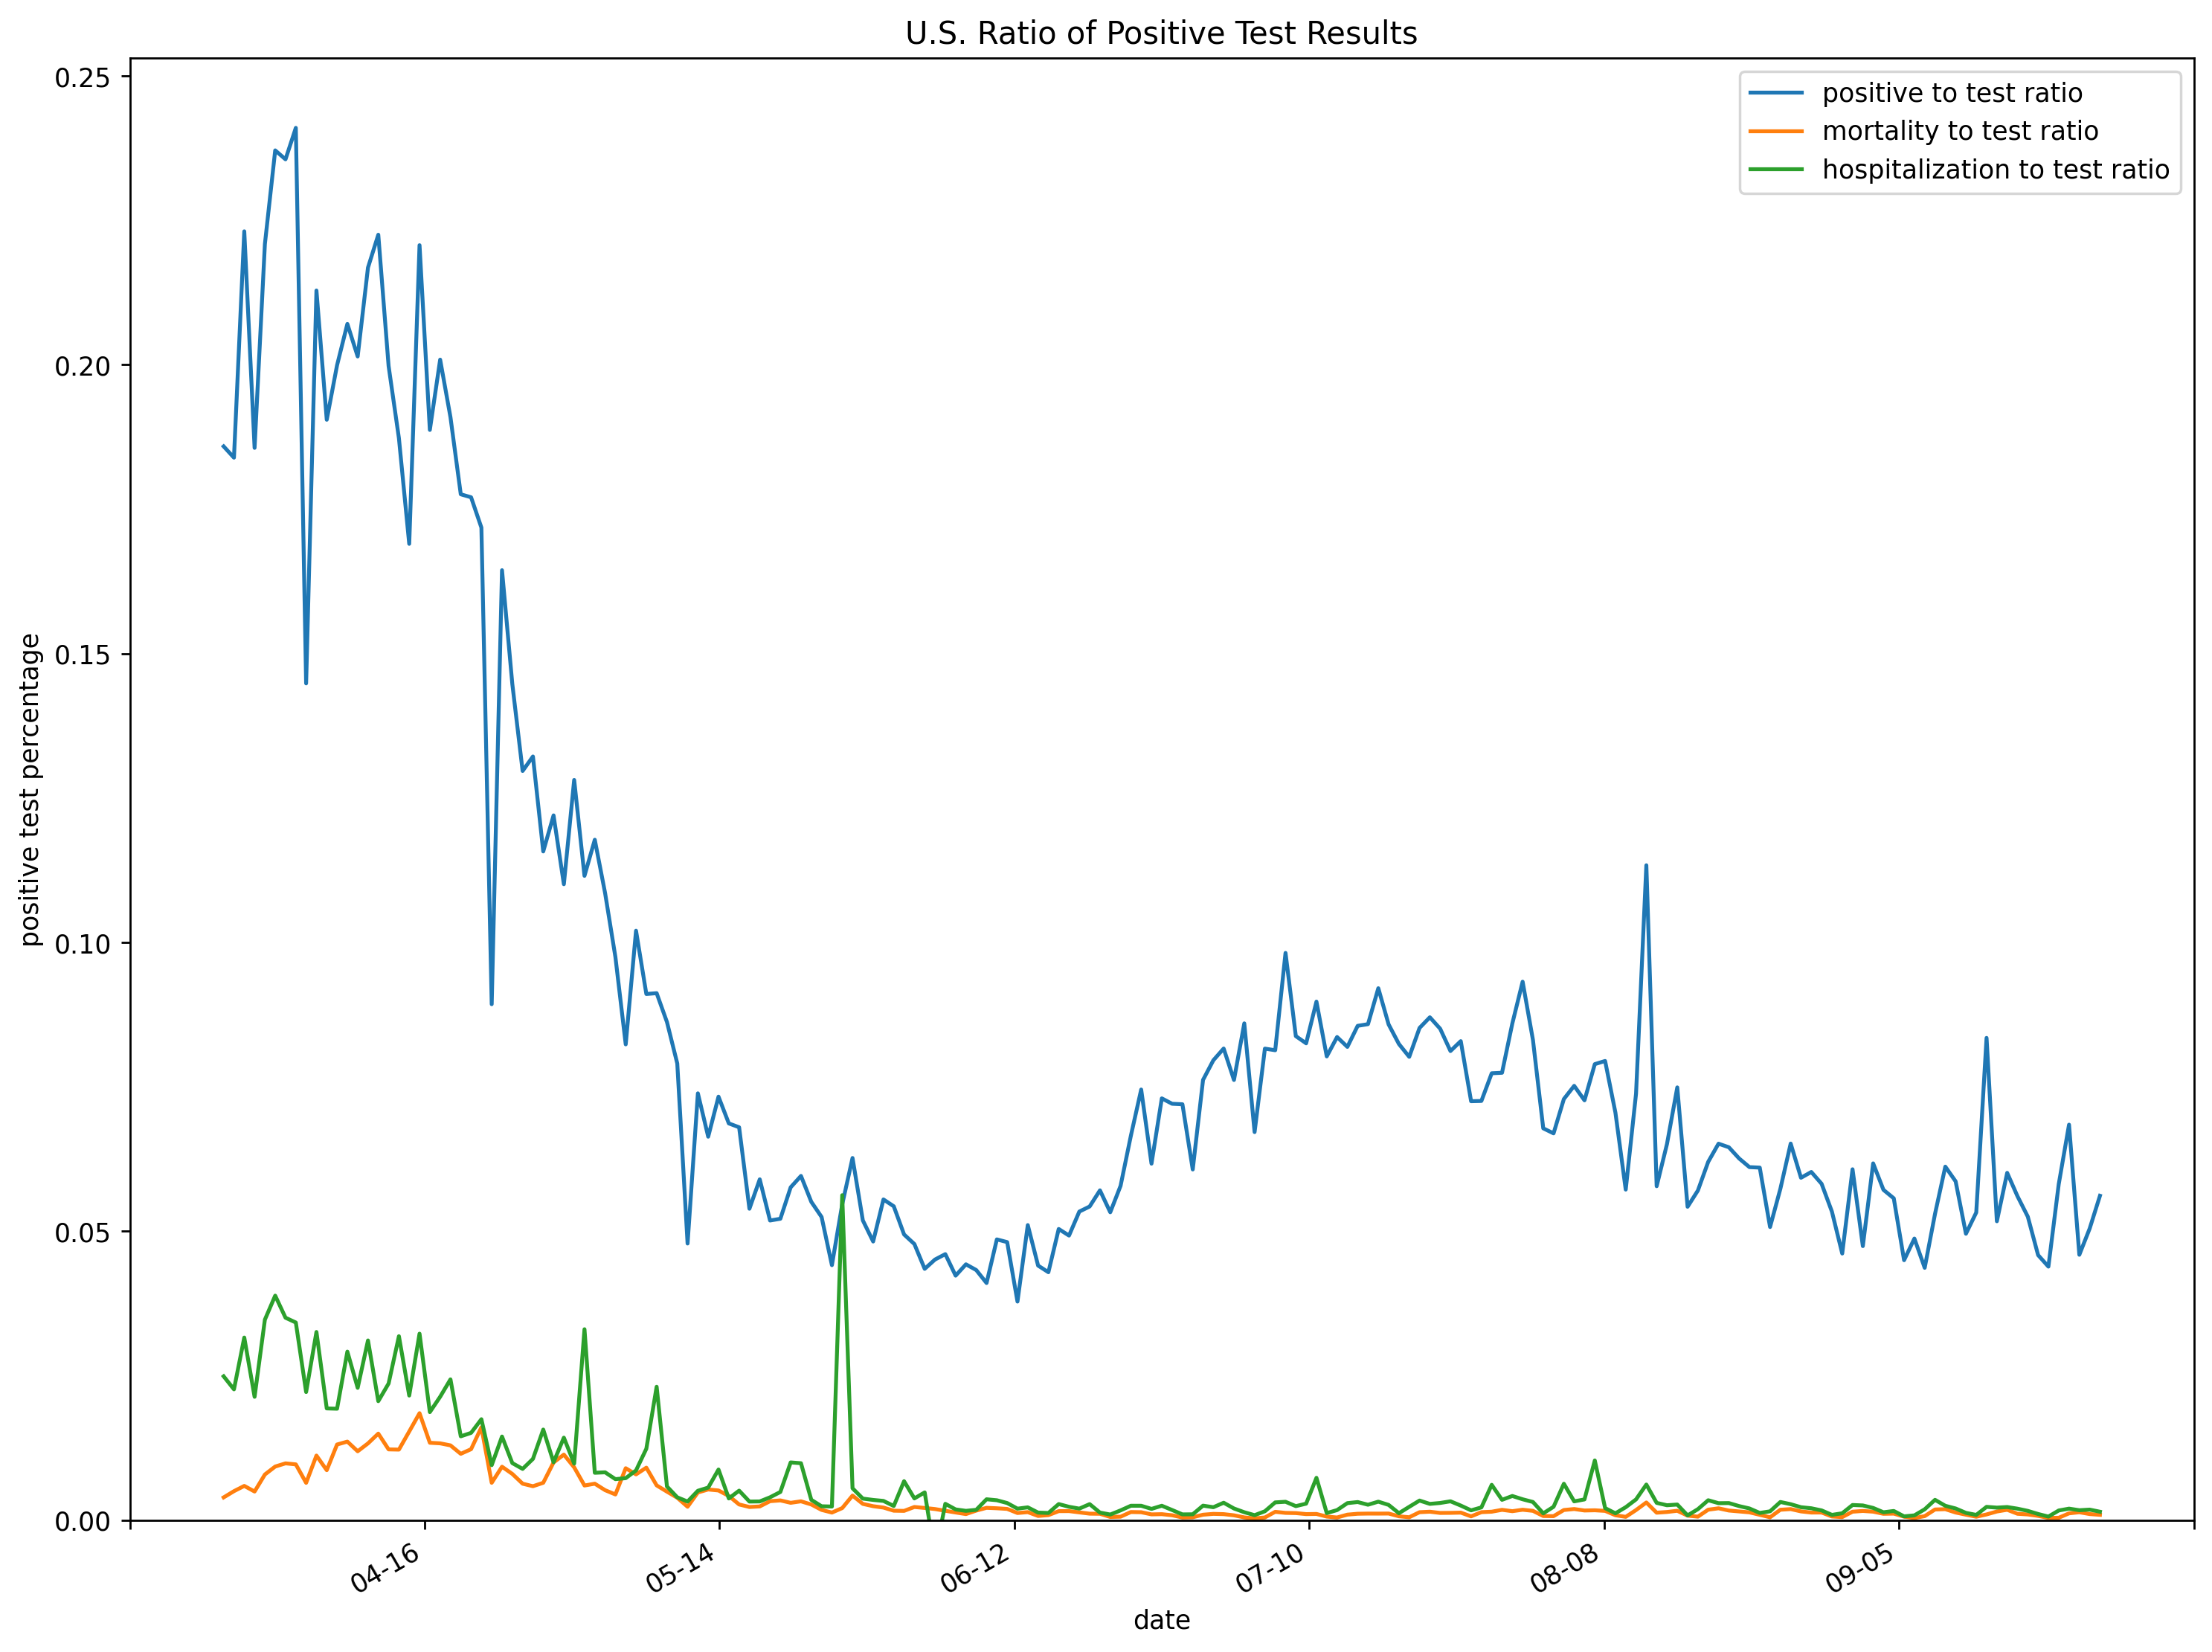 U.S. Ratio of Positive Test Results
positive to test ratio
mortality to test ratio
hospitalization to test ratio
positive test percentage
0.25
0.20
0.15
0.10
0.05
0.00
04-16
05-14
06-12
07-10
08-08
09-05
date